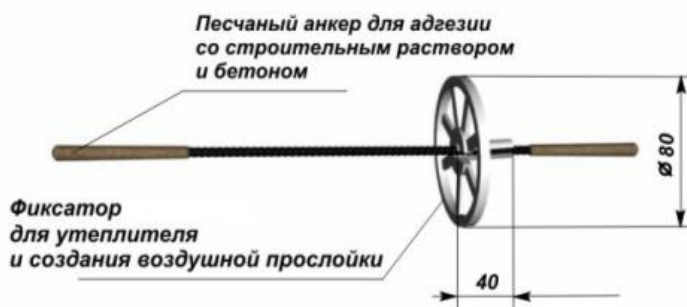 Песчаный анкер для адгезии
со строительным раствором
и бетоном
Ø 80
Фиксатор
для утеплителя
и создания воздушной прослойки
40